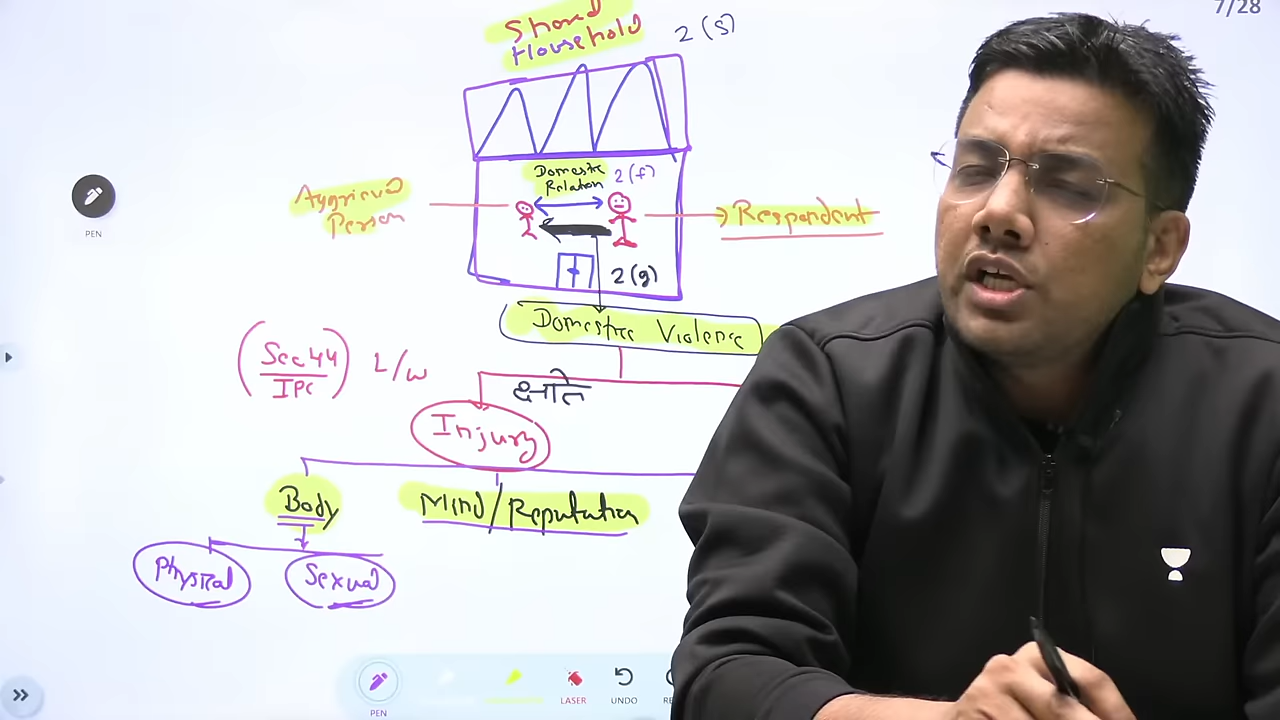 7/28
Shared
Household
2(s)
Domestic
Relation
2(f)
Aggrieved
Person
Respondent
2(g)
Domestic Violence
Sec 44
IPC
L/w
क्षति
Injury
Body
Mind/Reputation
Physical
Sexual
PEN
PEN
LASER
UNDO